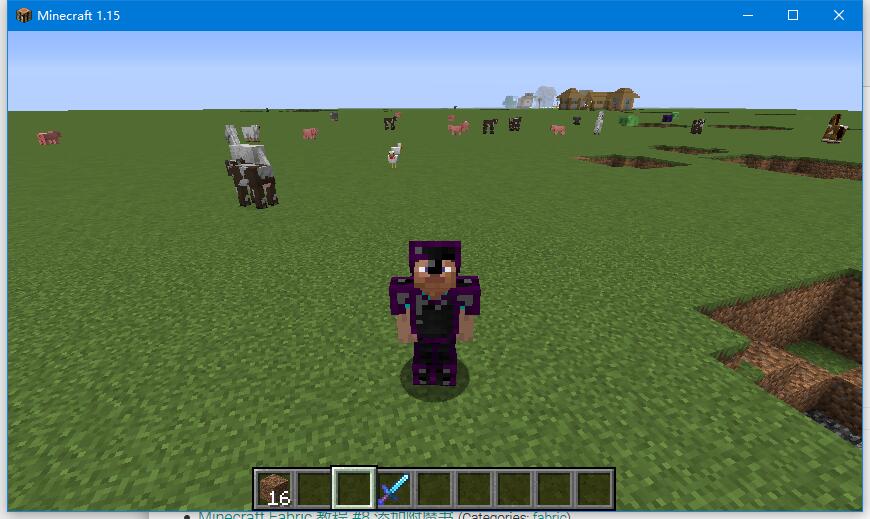 Minecraft 1.15
16
Minecraft Fabric 教程 #8 添加附魔书 (Categories: fabric)